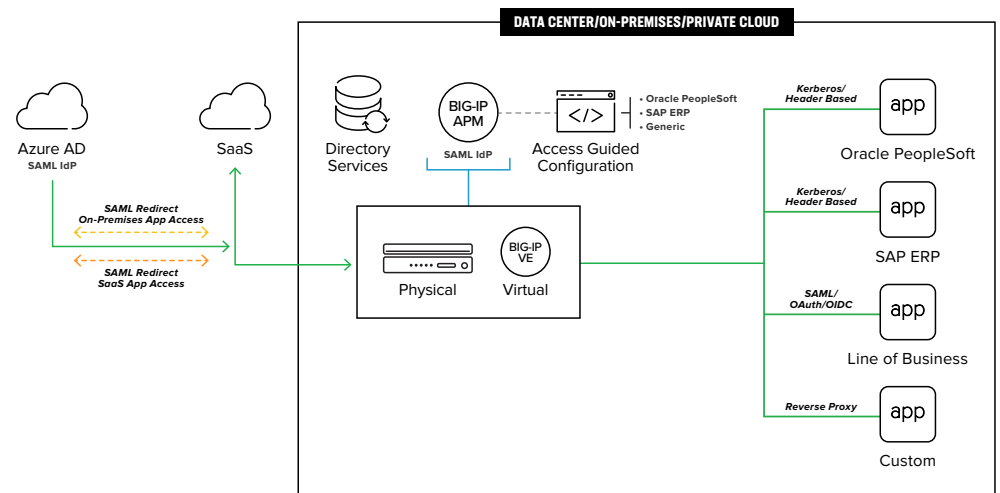 DATA CENTER/ON-PREMISES/PRIVATE CLOUD
Azure AD
SAML IdP
SaaS
SAML Redirect
On-Premises App Access
SAML Redirect
SaaS App Access
Directory
Services
BIG-IP
APM
SAML IdP
</>
Access Guided
Configuration
• Oracle PeopleSoft
• SAP ERP
• Generic
Physical
BIG-IP
VE
Virtual
Kerberos/
Header Based
app
Oracle PeopleSoft
Kerberos/
Header Based
app
SAP ERP
SAML/
OAuth/OIDC
app
Line of Business
Reverse Proxy
app
Custom